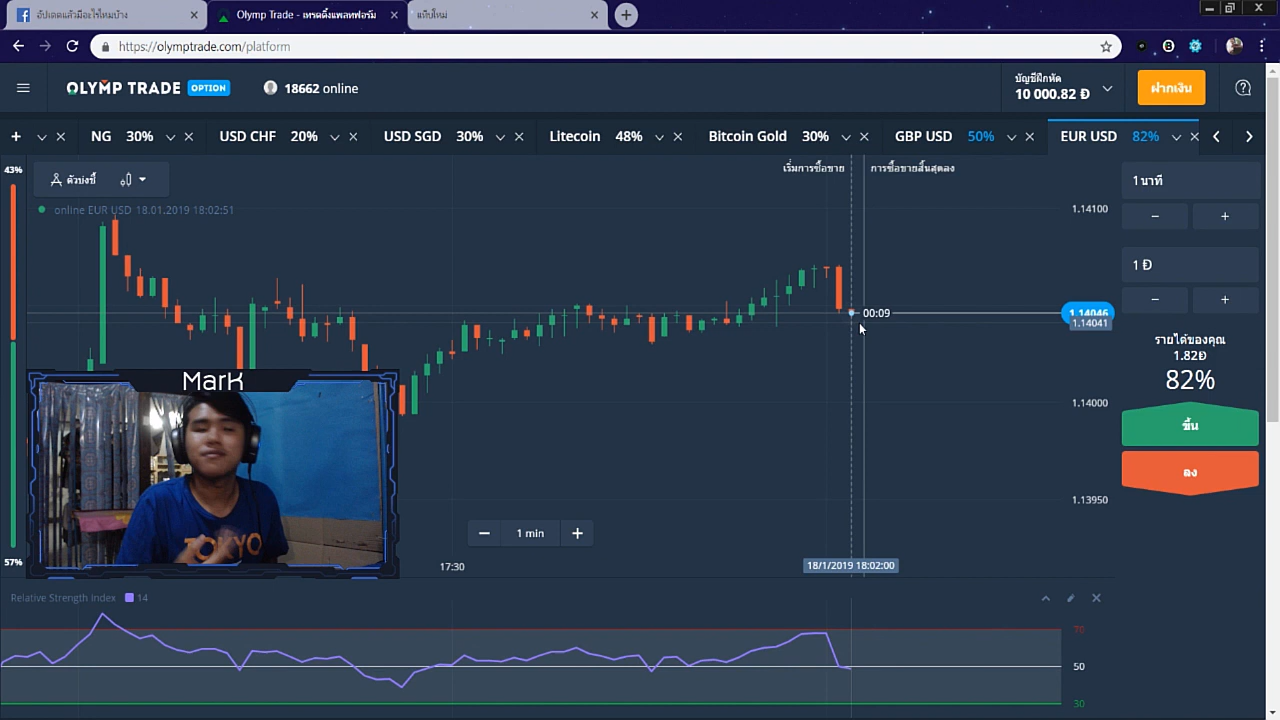 อัปเดตแล้วมีอะไรใหม่บ้าง
Olymp Trade - เทรดดิ้งแพลทฟอร์ม
แท็บใหม่
https://olymptrade.com/platform
OLYMP TRADE OPTION
18662 online
บัญชีฝึกหัด
10 000.82 Đ
ฝากเงิน
NG 30%
USD CHF 20%
USD SGD 30%
Litecoin 48%
Bitcoin Gold 30%
GBP USD 50%
EUR USD 82%
43%
ตัวบ่งชี้
เริ่มการซื้อขาย
การซื้อขายสิ้นสุดลง
online EUR USD 18.01.2019 18:02:51
1.14100
1 นาที
1 Đ
00:09
1.14046
1.14041
รายได้ของคุณ
1.82Đ
82%
MarK
1.14000
ขึ้น
ลง
TOKYO
1.13950
1 min
57%
17:30
18/1/2019 18:02:00
Relative Strength Index 14
70
50
30